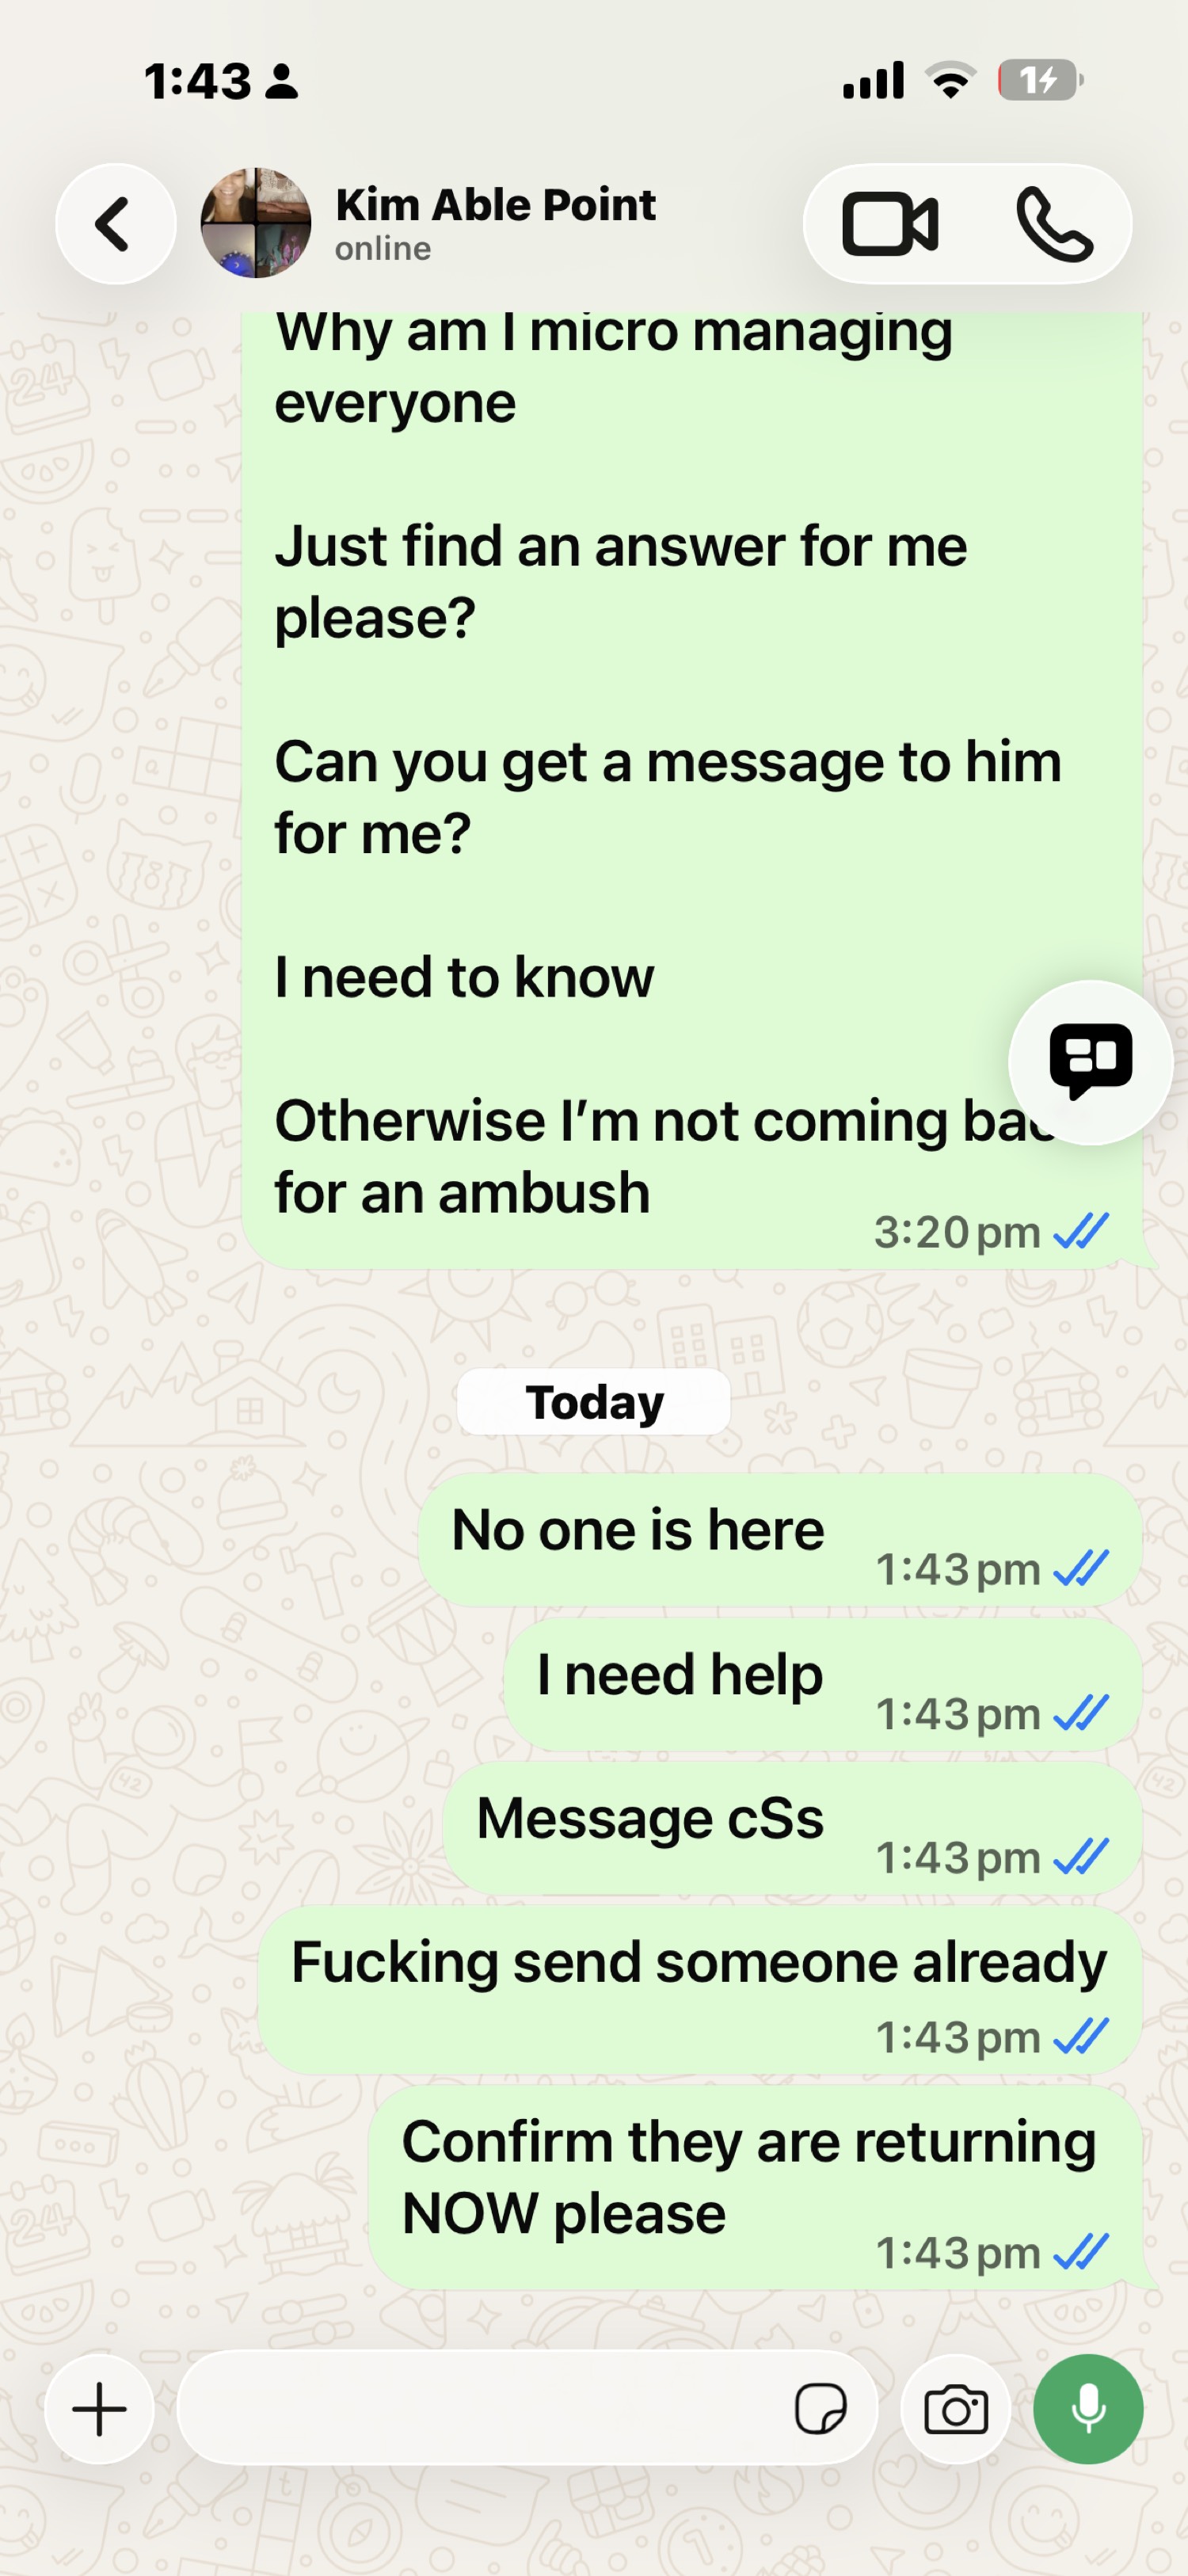 1:43
1
Kim Able Point
online
Why am I micro managing
everyone
Just find an answer for me
please?
Can you get a message to him
for me?
I need to know
Otherwise I’m not coming
for an ambush
3:20 pm
Today
No one is here
1:43 pm
I need help
1:43 pm
Message cSs
1:43 pm
Fucking send someone already
1:43 pm
Confirm they are returning
NOW please
1:43 pm